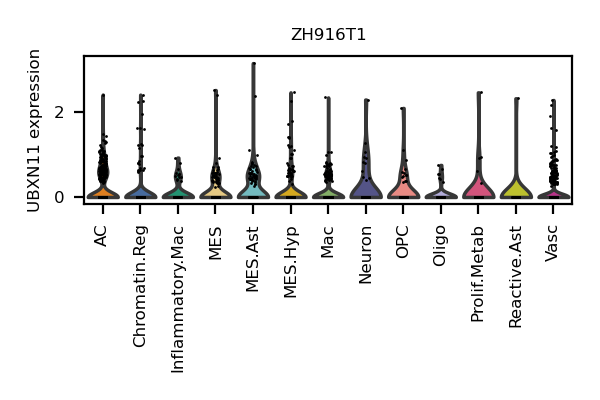 ZH916T1
UBXN11 expression
2
0
AC
Chromatin.Reg
Inflammatory.Mac
MES
MES.Ast
MES.Hyp
Mac
Neuron
OPC
Oligo
Prolif.Metab
Reactive.Ast
Vasc